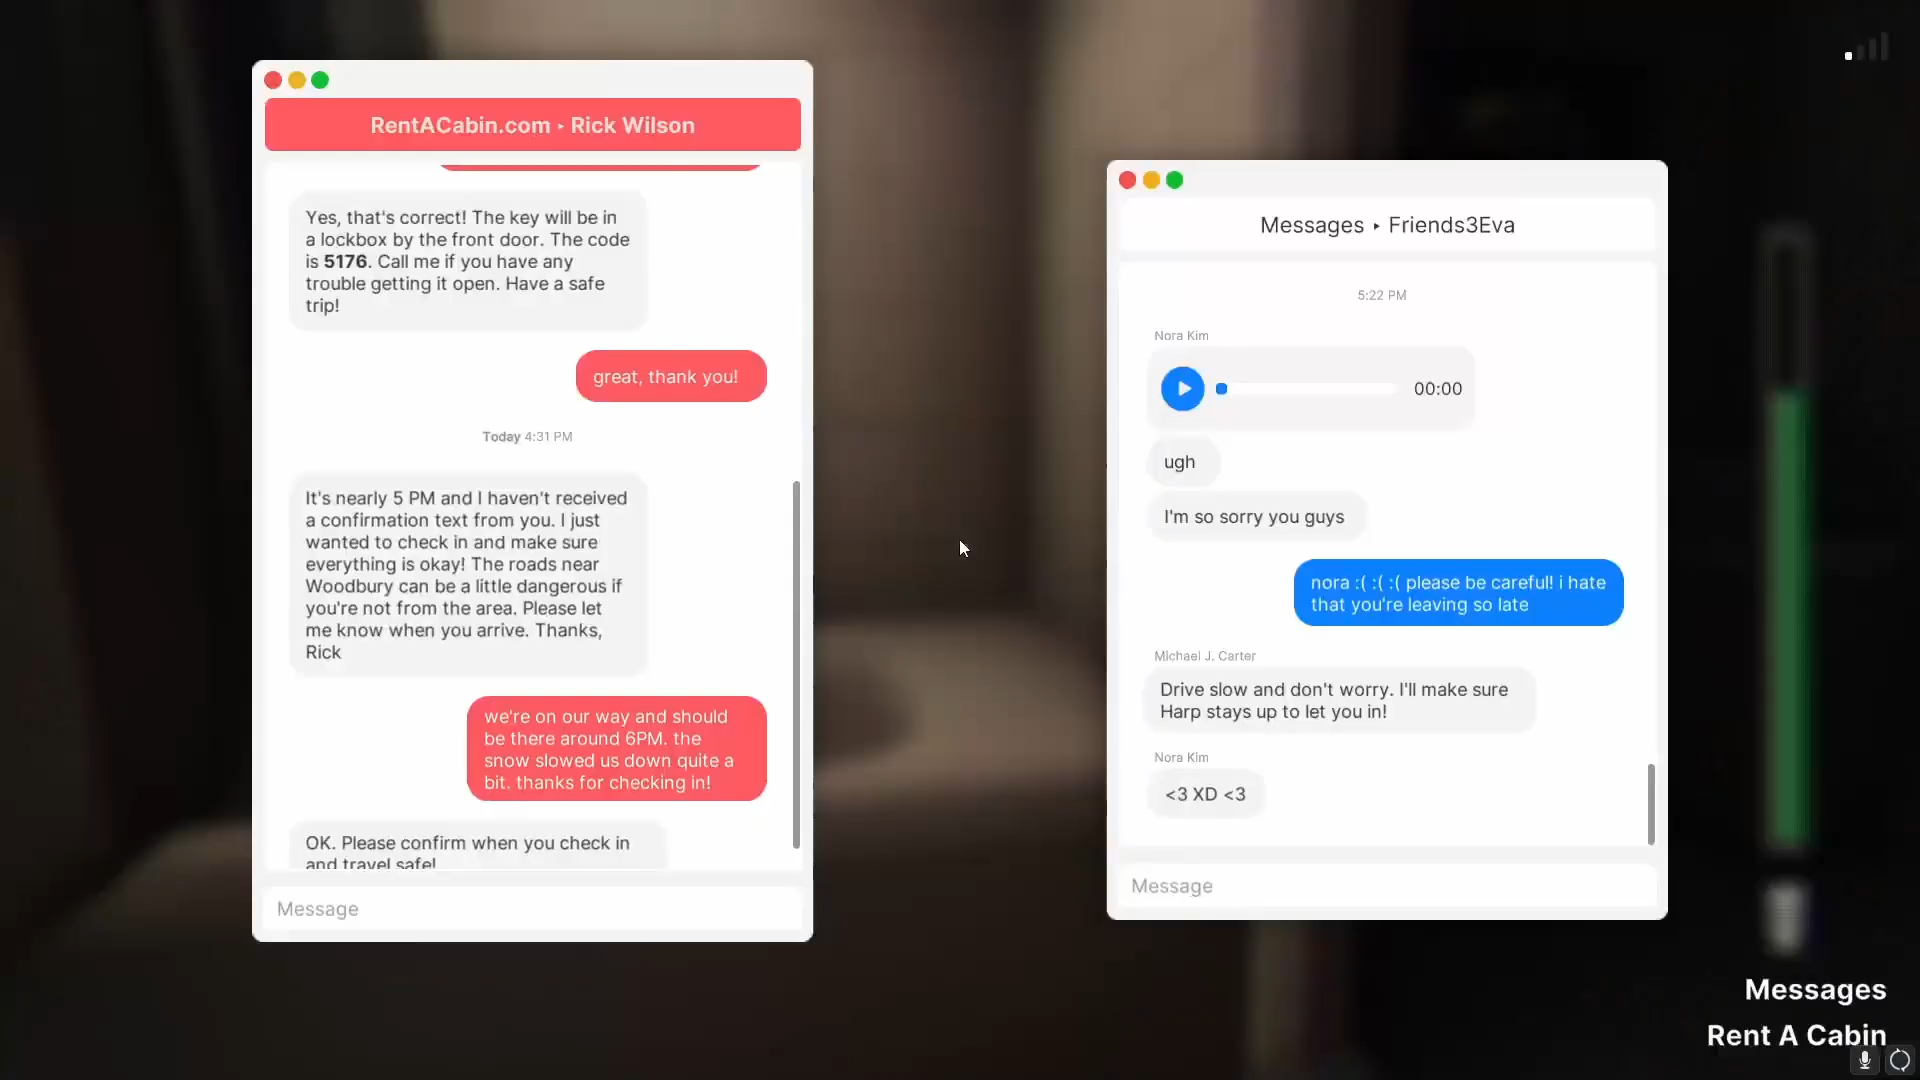 RentACabin.com ‣ Rick Wilson
Yes, that's correct! The key will be in
a lockbox by the front door. The code
is 5176. Call me if you have any
trouble getting it open. Have a safe
trip!
great, thank you!
Today 4:31 PM
It's nearly 5 PM and I haven't received
a confirmation text from you. I just
wanted to check in and make sure
everything is okay! The roads near
Woodbury can be a little dangerous if
you're not from the area. Please let
me know when you arrive. Thanks,
Rick
we're on our way and should
be there around 6PM. the
snow slowed us down quite a
bit. thanks for checking in!
OK. Please confirm when you check in
and travel safe!
Message
Messages ‣ Friends3Eva
5:22 PM
Nora Kim
00:00
ugh
I'm so sorry you guys
nora :( :( :( please be careful! i hate
that you're leaving so late
Michael J. Carter
Drive slow and don't worry. I'll make sure
Harp stays up to let you in!
Nora Kim
<3 XD <3
Message
Messages
Rent A Cabin